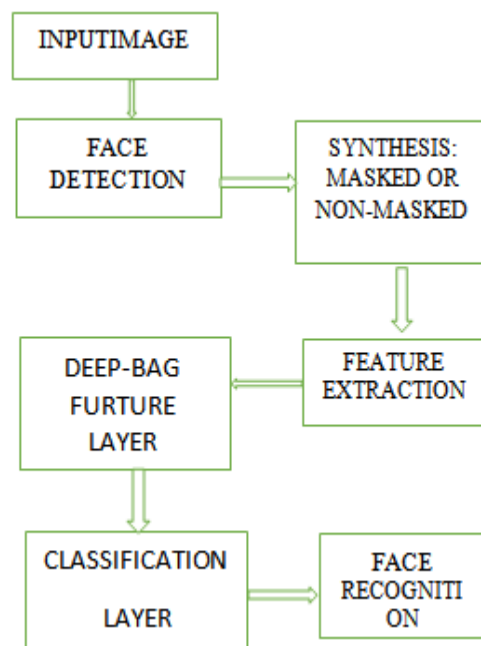 INPUTIMAGE
FACE
DETECTION
SYNTHESIS:
MASKED OR
NON-MASKED
FEATURE
EXTRACTION
DEEP-BAG
FURTURE
LAYER
CLASSIFICATION
LAYER
FACE
RECOGNITI
ON